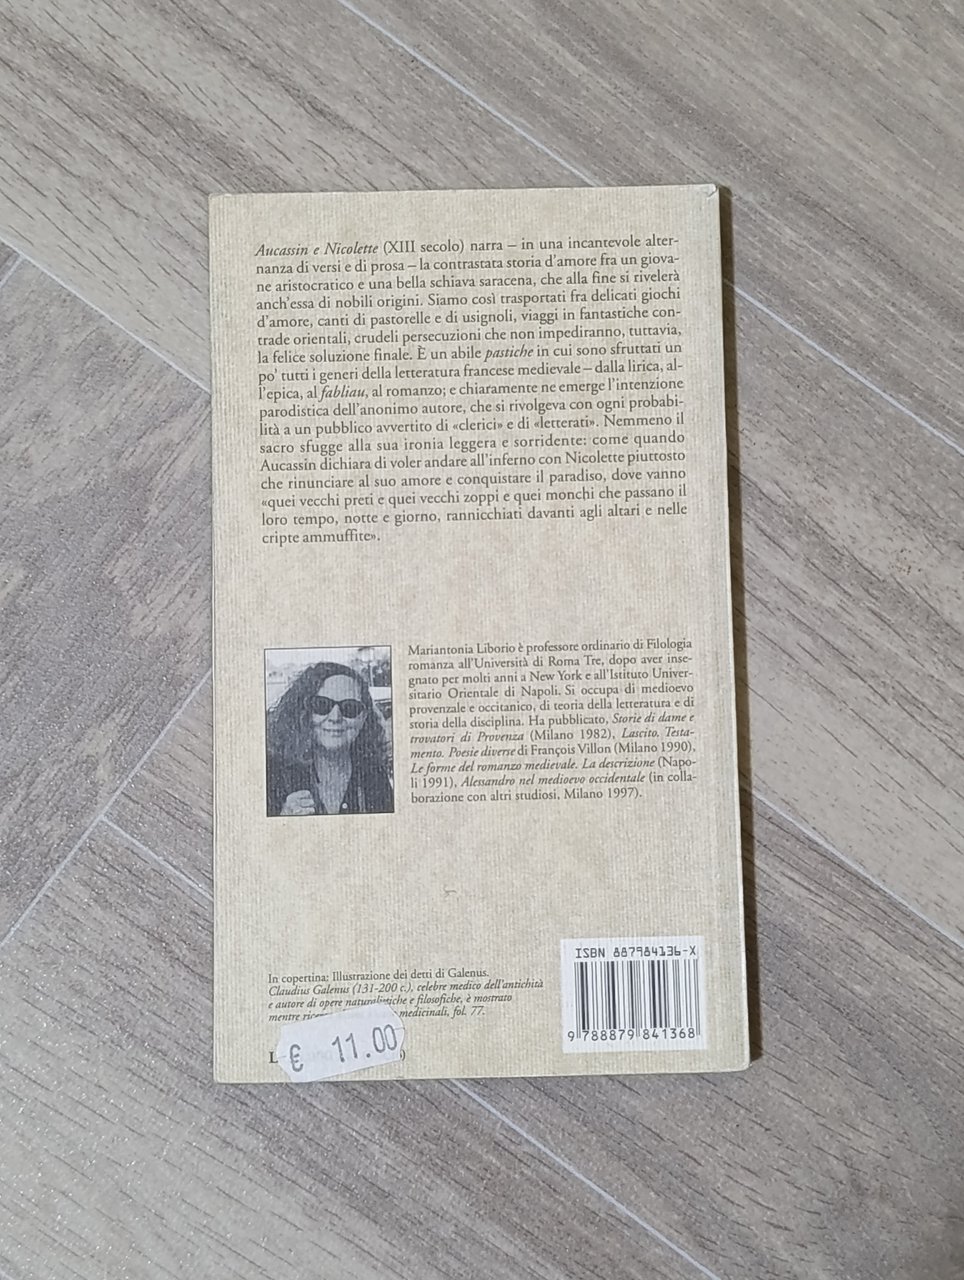 Aucassin e Nicolette (XIII secolo) narra – in una incantevole alter-
nanza di versi e di prosa – la contrastata storia d'amore fra un giova-
ne aristocratico e una bella schiava saracena, che alla fine si rivelerà
anch'essa di nobili origini. Siamo così trasportati fra delicati giochi
d'amore, canti di pastorelle e di usignoli, viaggi in fantastiche con-
trade orientali, crudeli persecuzioni che non impediranno, tuttavia,
la felice soluzione finale. È un abile pastiche in cui sono sfruttati un
po' tutti i generi della letteratura francese medievale – dalla lirica, al-
l'epica, al fabliau, al romanzo; e chiaramente ne emerge l'intenzione
parodistica dell'anonimo autore, che si rivolgeva con ogni probabi-
lità a un pubblico avvertito di «clerici» e di «letterati». Nemmeno il
sacro sfugge alla sua ironia leggera e sorridente: come quando
Aucassin dichiara di voler andare all'inferno con Nicolette piuttosto
che rinunciare al suo amore e conquistare il paradiso, dove vanno
«quei vecchi preti e quei vecchi zoppi e quei monchi che passano il
loro tempo, notte e giorno, rannicchiati davanti agli altari e nelle
cripte ammuffite».
Mariantonia Liborio è professore ordinario di Filologia
romanza all'Università di Roma Tre, dopo aver inse-
gnato per molti anni a New York e all'Istituto Univer-
sitario Orientale di Napoli. Si occupa di medioevo
provenzale e occitanico, di teoria della letteratura e di
storia della disciplina. Ha pubblicato, Storie di dame e
trovatori di Provenza (Milano 1982), Lascito. Testa-
mento. Poesie diverse di François Villon (Milano 1990),
Le forme del romanzo medievale. La descrizione (Napo-
li 1991), Alessandro nel medioevo occidentale (in colla-
borazione con altri studiosi, Milano 1997).
In copertina: Illustrazione dei detti di Galenus.
Claudius Galenus (131-200 c.), celebre medico dell'antichità
e autore di opere naturalistiche e filosofiche, è mostrato
mentre medicinali, fol. 77.
€ 11.00
ISBN 887984136-X
9 788879 841368